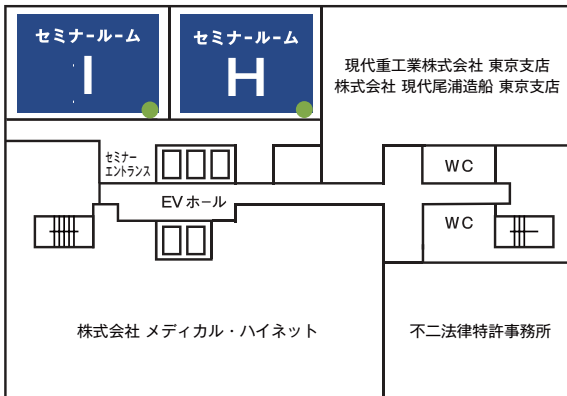 セミナールーム
I
セミナールーム
H
現代重工業株式会社 東京支店
株式会社 現代尾浦造船 東京支店
セミナー
エントランス
WC
EVホール
WC
株式会社 メディカル・ハイネット
不二法律特許事務所